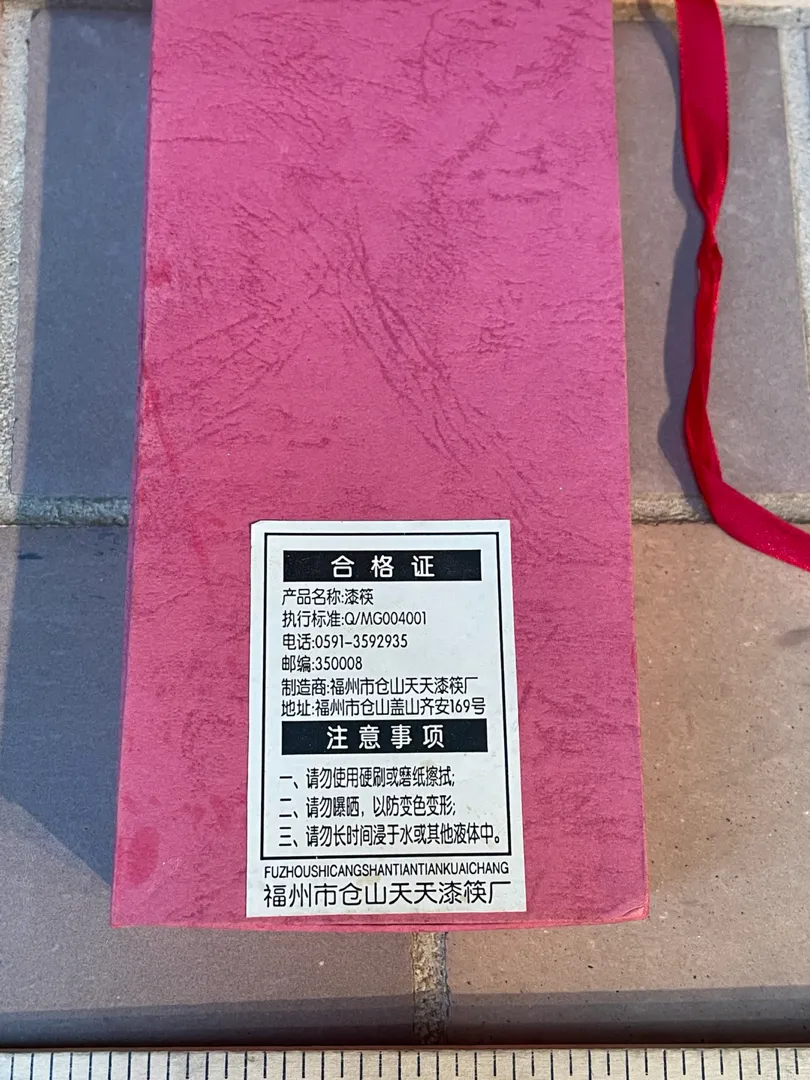 合格证
产品名称:漆筷
执行标准:Q/MG004001
电话:0591-3592935
邮编:350008
制造商:福州市仓山天天漆筷厂
地址:福州市仓山盖山齐安169号
注意事项
一、请勿使用硬刷或磨纸擦拭;
二、请勿曝晒，以防变色变形;
三、请勿长时间浸于水或其他液体中。
FUZHOUSHICANGSHANTIANTIANKUAICHANG
福州市仓山天天漆筷厂